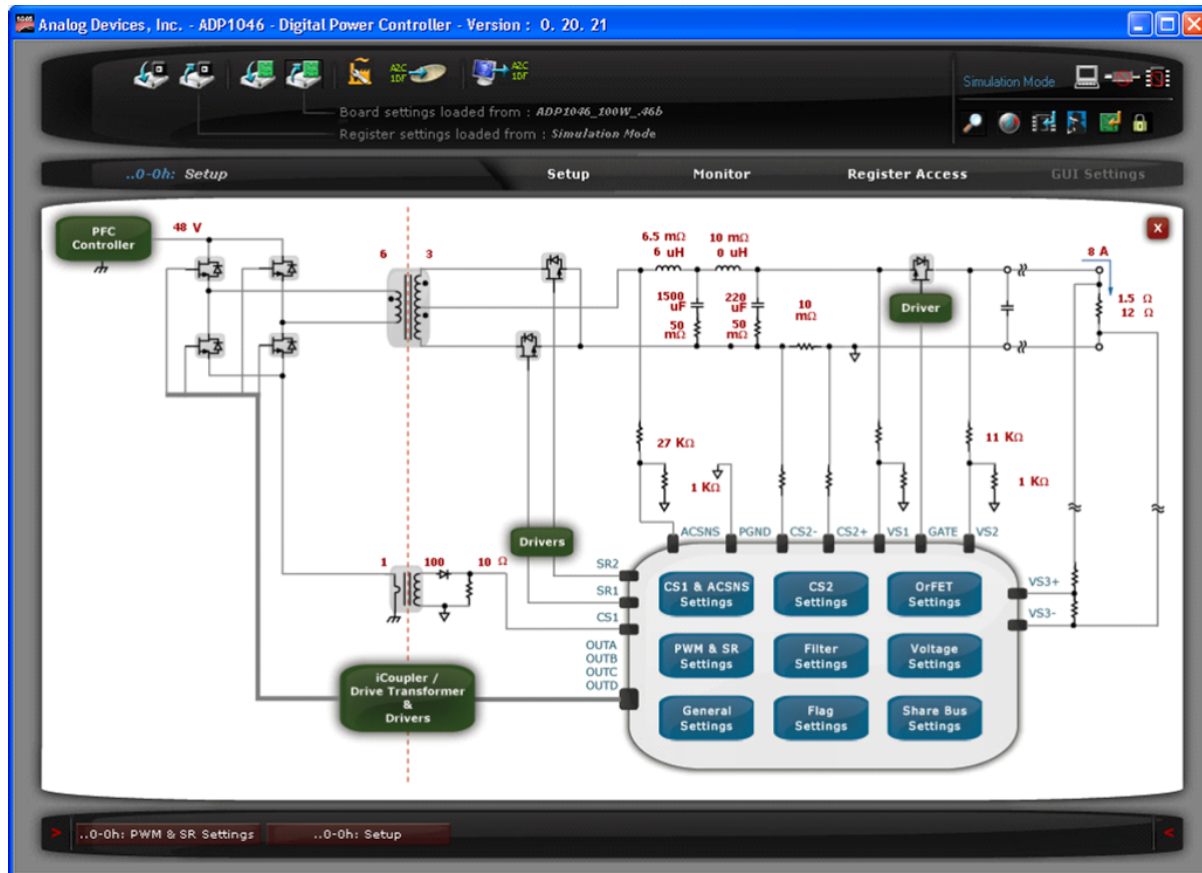 Analog Devices, Inc. - ADP1046 - Digital Power Controller - Version : 0. 20. 21
A2C
1DF
A2C
1DF
Simulation Mode
Board settings loaded from : ADP1046_100W_.46b
Register settings loaded from : Simulation Mode
..0-0h: Setup
Setup
Monitor
Register Access
GUI Settings
PFC
Controller
48 V
6
3
6.5 mΩ
6 uH
10 mΩ
0 uH
X
8 A
1500
uF
50
mΩ
220
uF
50
mΩ
10
mΩ
Driver
1.5 Ω
12 Ω
27 KΩ
1 KΩ
11 KΩ
1 KΩ
Drivers
ACSNS
PGND
CS2-
CS2+
VS1
GATE
VS2
1
100
10 Ω
SR2
SR1
CS1
OUTA
OUTB
OUTC
OUTD
CS1 & ACSNS
Settings
CS2
Settings
OrFET
Settings
VS3+
VS3-
PWM & SR
Settings
Filter
Settings
Voltage
Settings
General
Settings
Flag
Settings
Share Bus
Settings
iCoupler /
Drive Transformer
&
Drivers
>
..0-0h: PWM & SR Settings
..0-0h: Setup
<